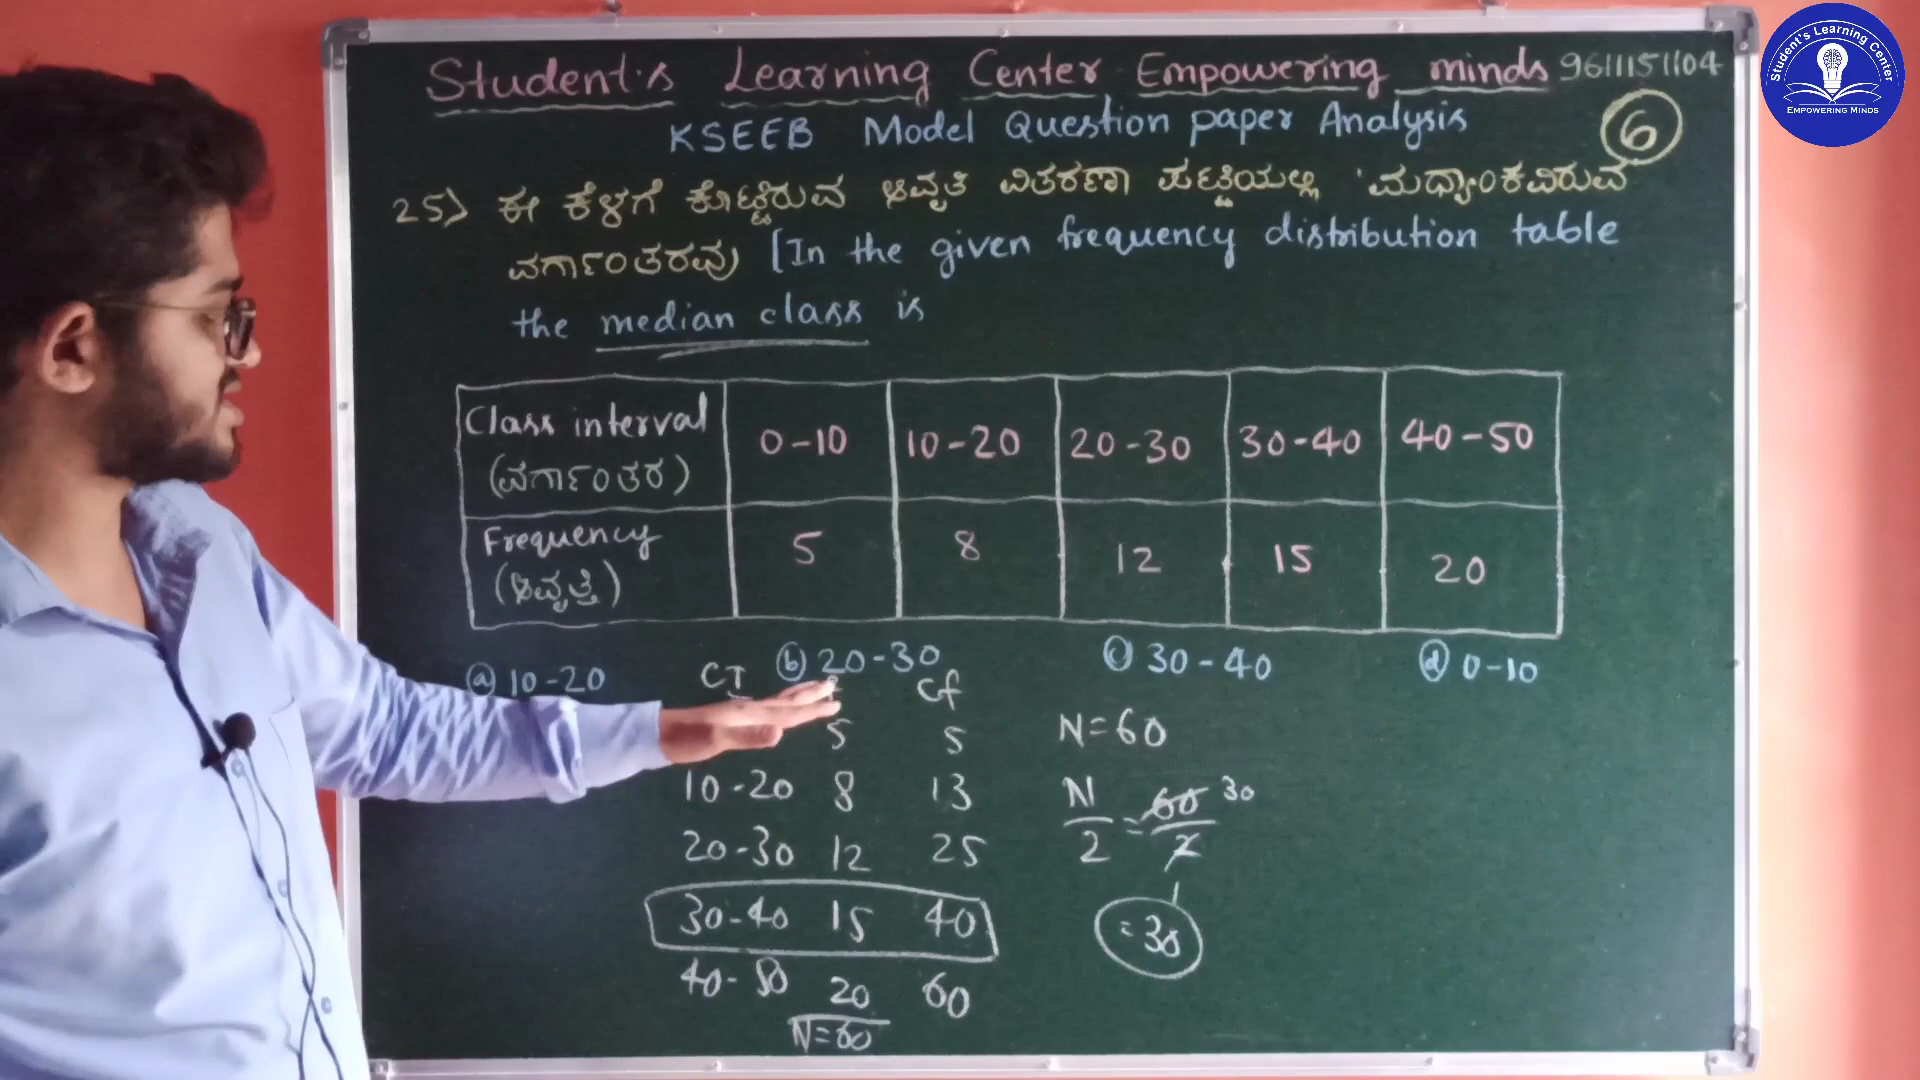 Student's Learning Center Empowering minds 9611151104
KSEEB Model Question paper Analysis 6
25) ಈ ಕೆಳಗೆ ಕೊಟ್ಟಿರುವ ಆವೃತ್ತಿ ವಿತರಣಾ ಪಟ್ಟಿಯಲ್ಲಿ ಮಧ್ಯಾಂಕವಿರುವ
ವರ್ಗಾಂತರವು [In the given frequency distribution table
the median class is
Class interval 0-10 10-20 20-30 30-40 40-50
(ವರ್ಗಾಂತರ)
Frequency 5 8 12 15 20
(ಆವೃತ್ತಿ)
(a) 10-20 (b) 20-30 (c) 30-40 (d) 0-10
CI Cf
5 5 N=60
10-20 8 13 N/2 = 60/2 30
20-30 12 25 1
30-40 15 40 = 30
40-50 20 60
N=60
Student's Learning Center
EMPOWERING MINDS